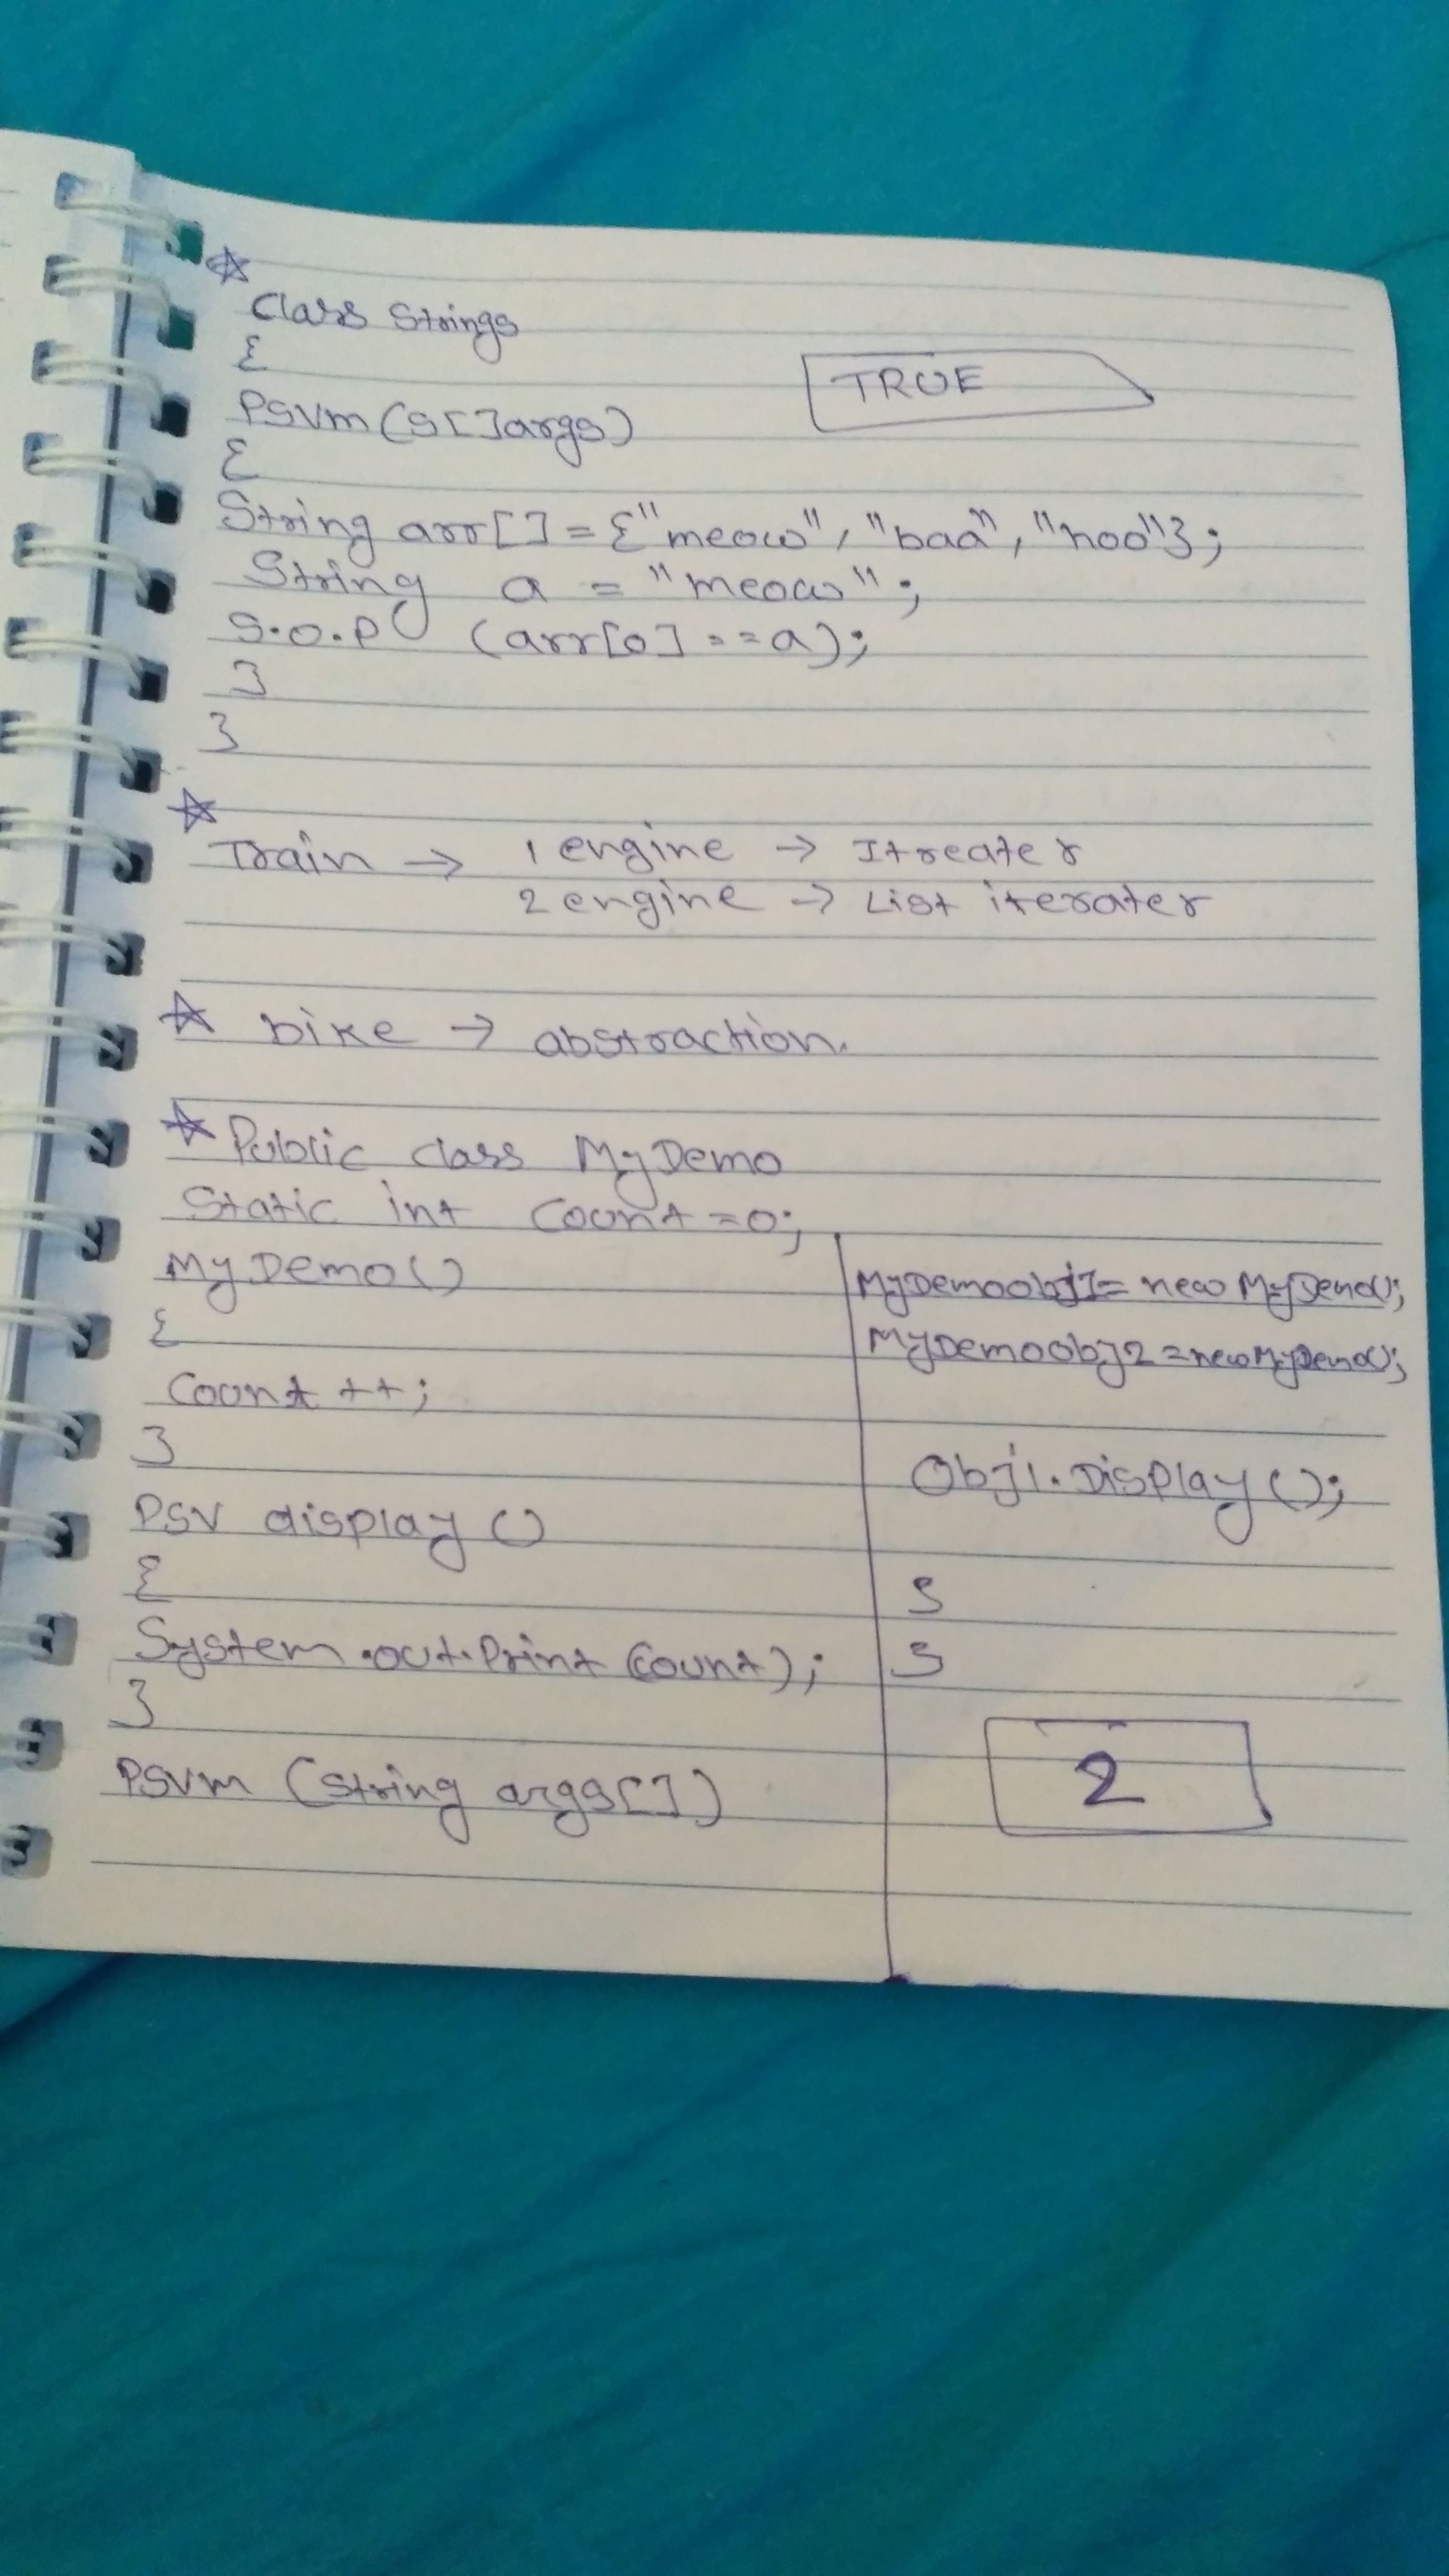 Class Strings
{
TRUE
PSVm (S[]args)
{
String arr[] = {"meow", "baa", "hoo"};
String a = "meow";
S.O.P (arr[0] == a);
}
}
Train → 1 engine → Itreater
2 engine → List iterater
bike → abstraction.
Public class MyDemo
Static int Count = 0;
MyDemo()
{
Count ++;
}
PSV display ()
{
System.out.Print (Count);
}
PSVm (String args[])
MyDemo obj1 = new MyDemo();
MyDemo obj2 = new MyDemo();
Obj1.Display ();
}
}
2